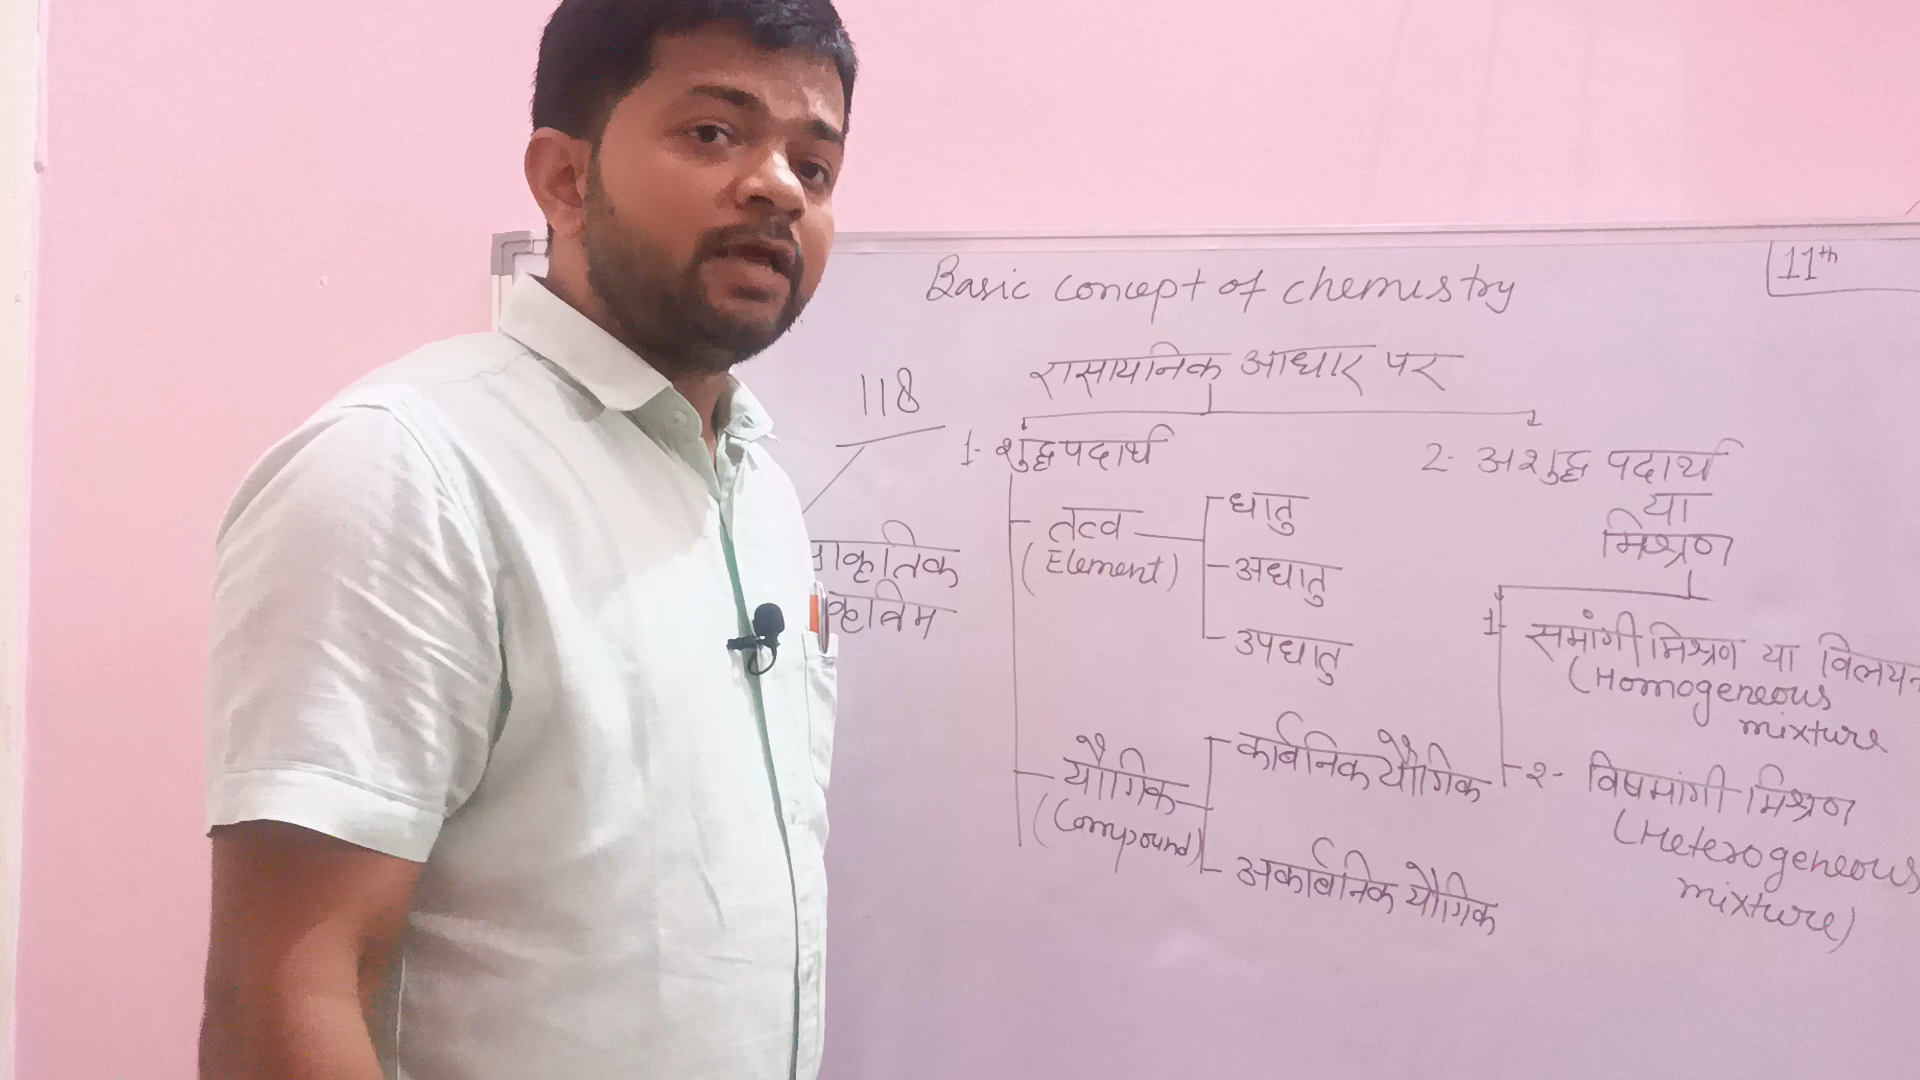 Basic concept of chemistry
11th
रासायनिक आधार पर
118
1- शुद्ध पदार्थ
2- अशुद्ध पदार्थ
या
मिश्रण
तत्व
(Element)
धातु
अधातु
उपधातु
प्राकृतिक
कृत्रिम
1- समांगी मिश्रण या विलयन
(Homogeneous
mixture
यौगिक
(Compound)
कार्बनिक यौगिक
अकार्बनिक यौगिक
२- विषमांगी मिश्रण
(Heterogeneous
mixture)